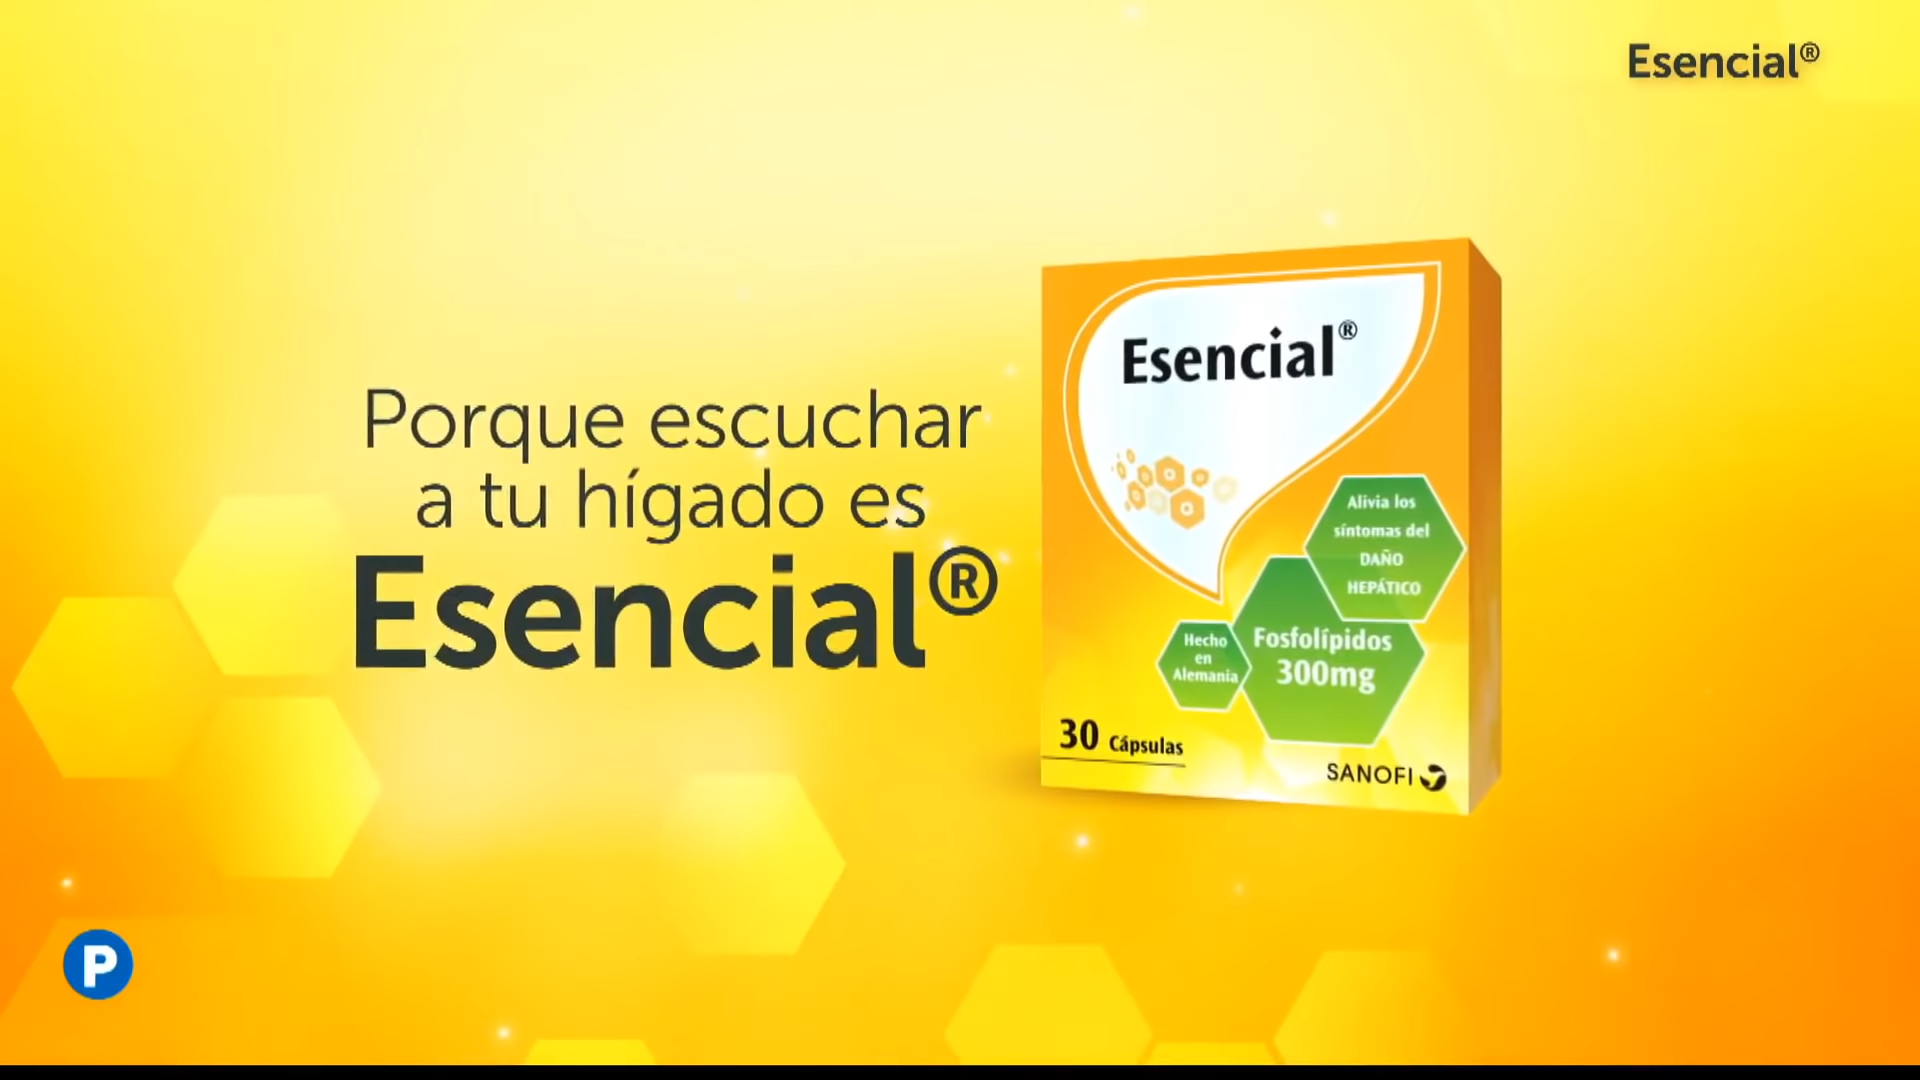 Esencial®
Porque escuchar
a tu hígado es
Esencial®
Esencial®
Alivia los
síntomas del
DAÑO
HEPÁTICO
Hecho
en
Alemania
Fosfolípidos
300mg
30 Cápsulas
SANOFI
P